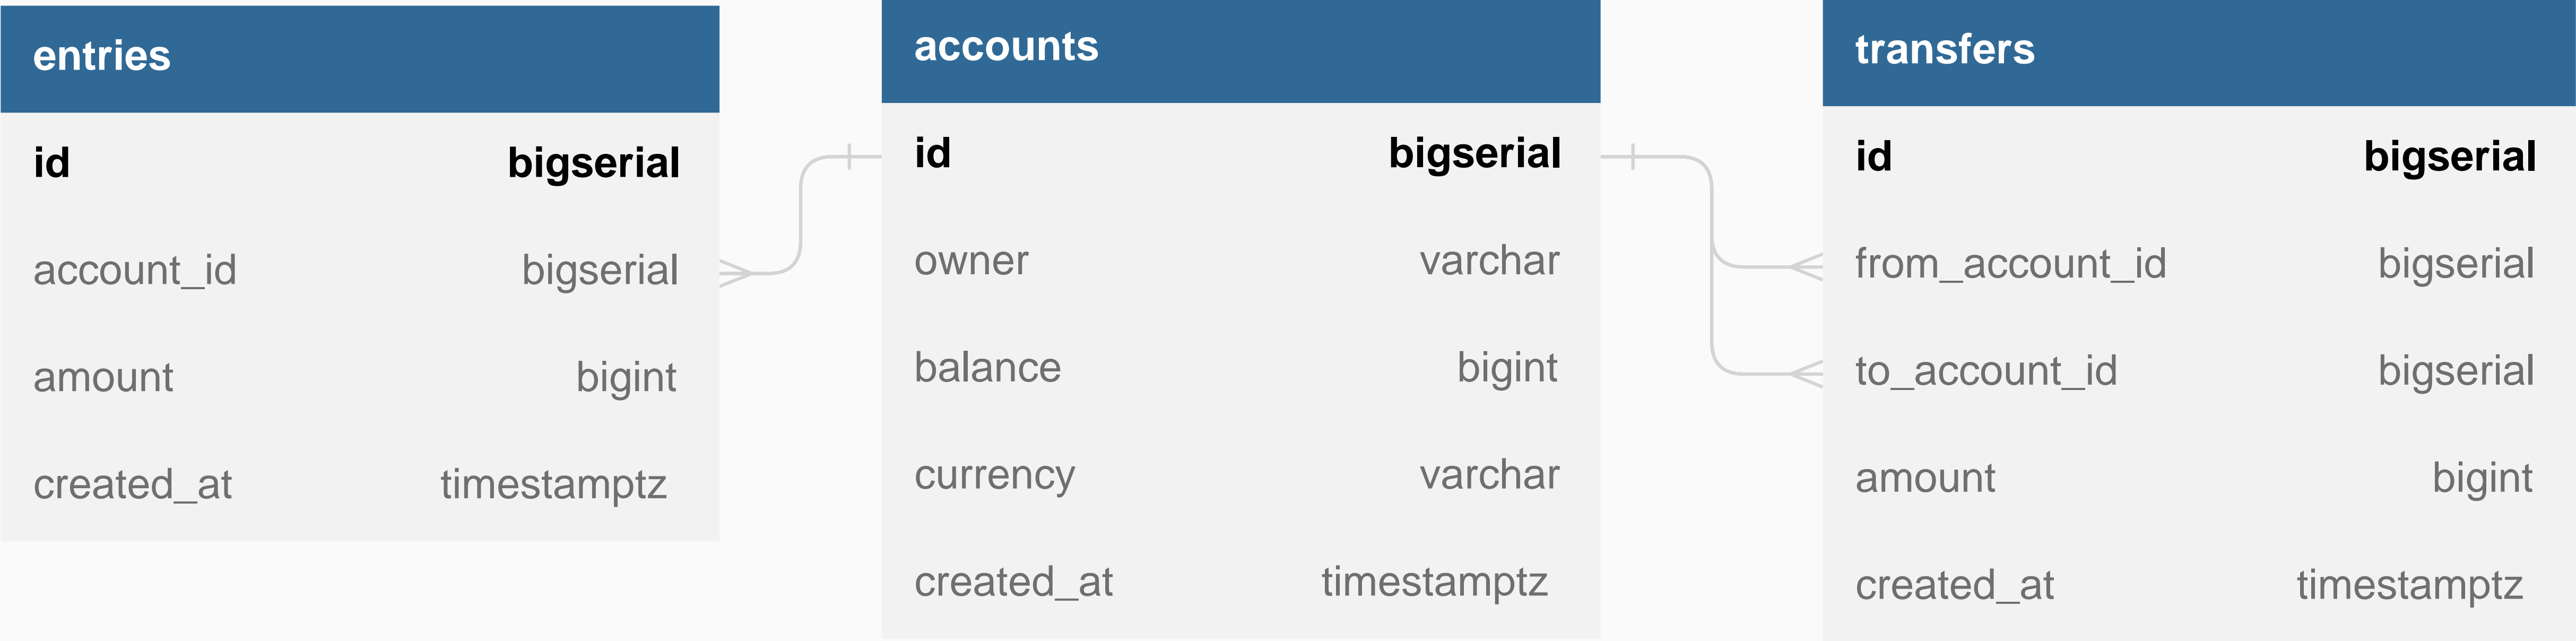 entries
id bigserial
account_id bigserial
amount bigint
created_at timestamptz
accounts
id bigserial
owner varchar
balance bigint
currency varchar
created_at timestamptz
transfers
id bigserial
from_account_id bigserial
to_account_id bigserial
amount bigint
created_at timestamptz